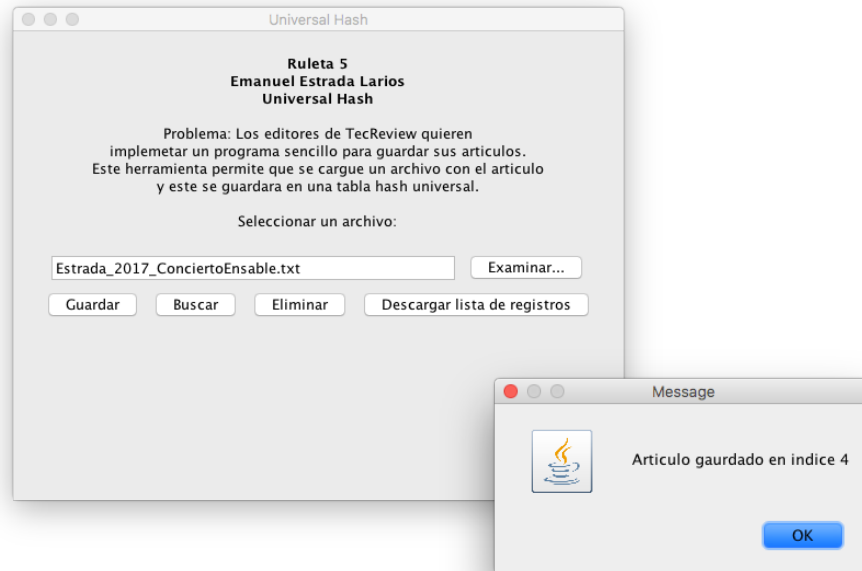 Universal Hash
Ruleta 5
Emanuel Estrada Larios
Universal Hash
Problema: Los editores de TecReview quieren
implemetar un programa sencillo para guardar sus articulos.
Este herramienta permite que se cargue un archivo con el articulo
y este se guardara en una tabla hash universal.
Seleccionar un archivo:
Estrada_2017_ConciertoEnsable.txt
Examinar...
Guardar
Buscar
Eliminar
Descargar lista de registros
Message
Articulo gaurdado en indice 4
OK